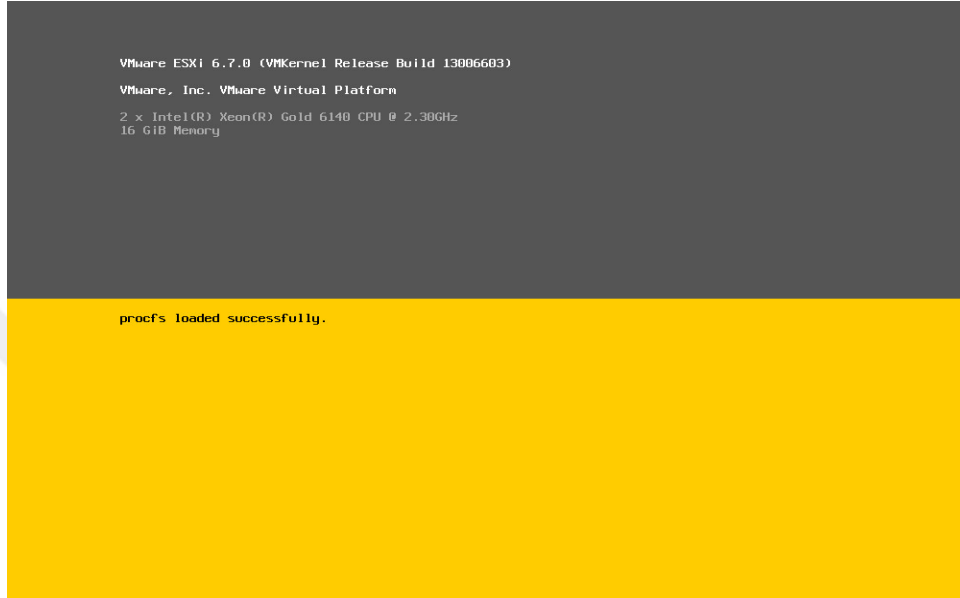 VMware ESXi 6.7.0 (VMKernel Release Build 13006603)
VMware, Inc. VMware Virtual Platform
2 x Intel(R) Xeon(R) Gold 6140 CPU @ 2.30GHz
16 GiB Memory
procfs loaded successfully.